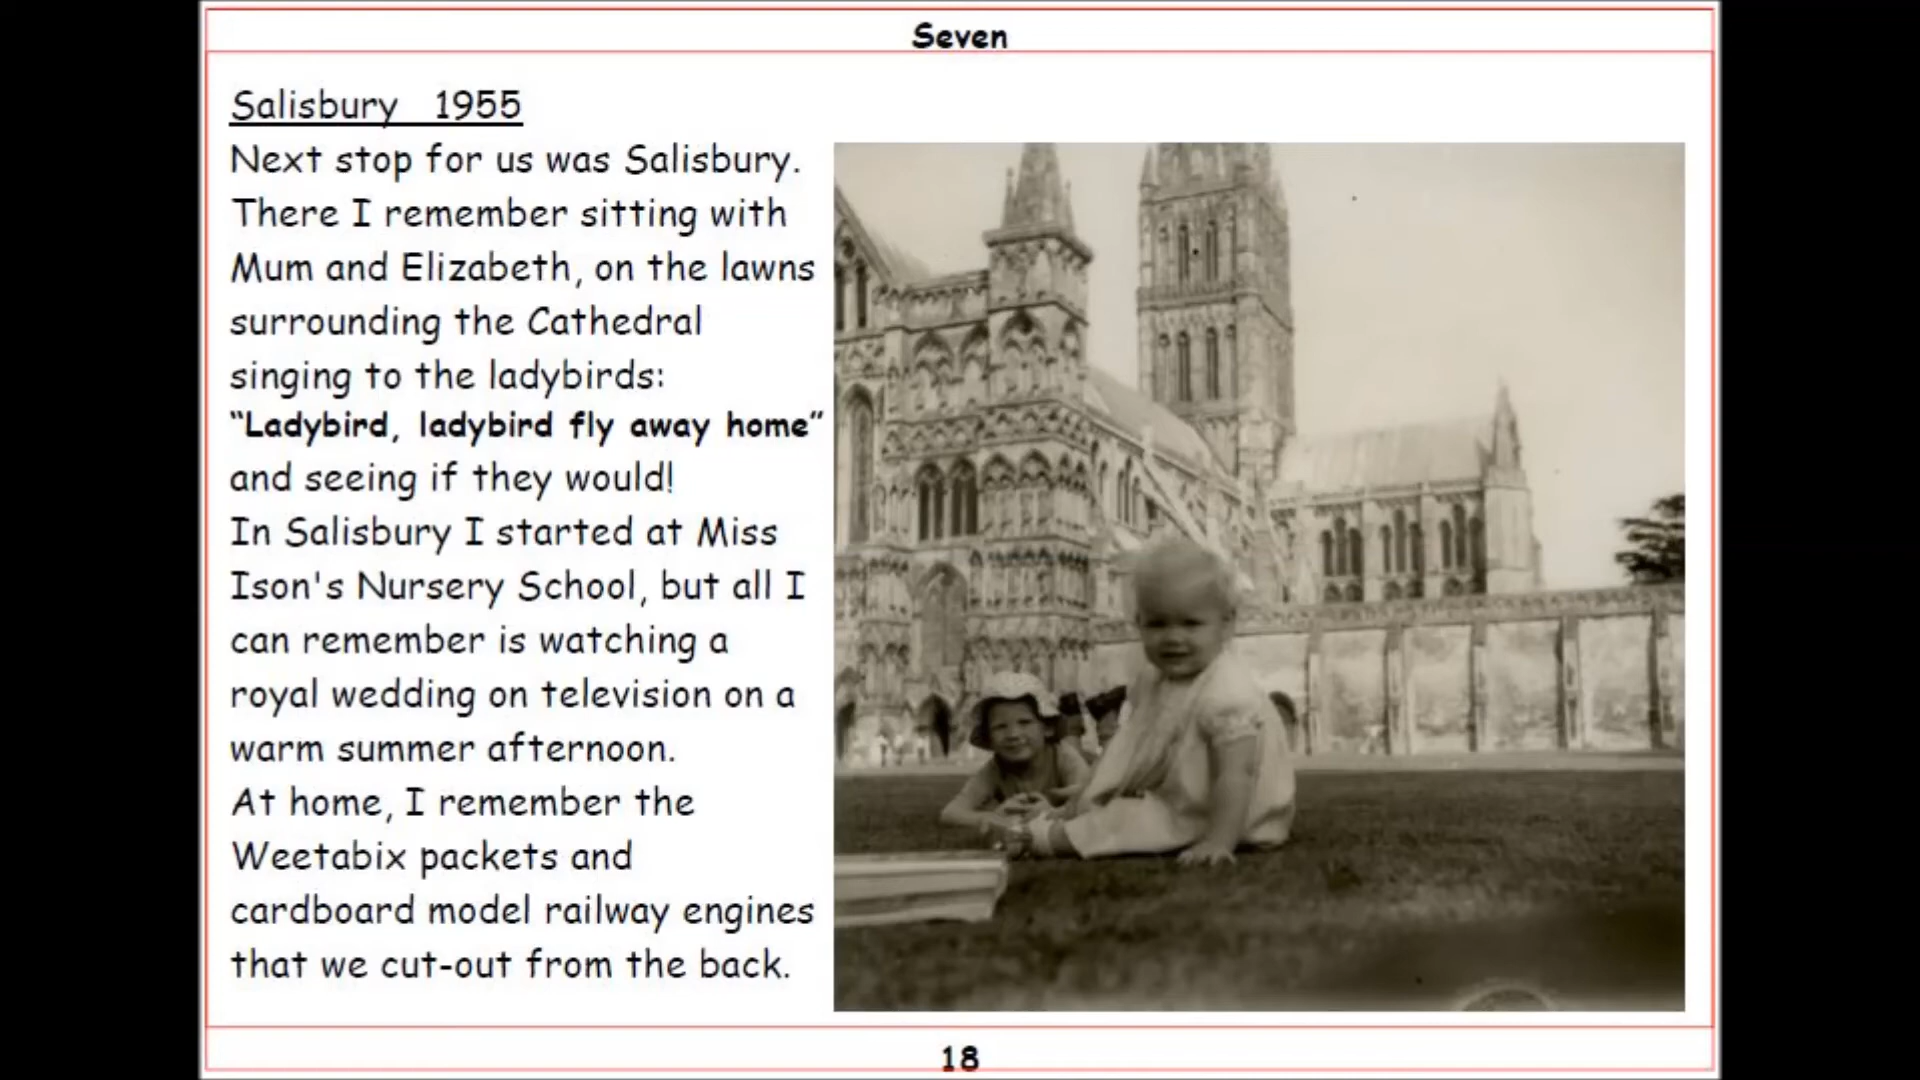 Seven
Salisbury 1955
Next stop for us was Salisbury.
There I remember sitting with
Mum and Elizabeth, on the lawns
surrounding the Cathedral
singing to the ladybirds:
“Ladybird, ladybird fly away home”
and seeing if they would!
In Salisbury I started at Miss
Ison's Nursery School, but all I
can remember is watching a
royal wedding on television on a
warm summer afternoon.
At home, I remember the
Weetabix packets and
cardboard model railway engines
that we cut-out from the back.
18